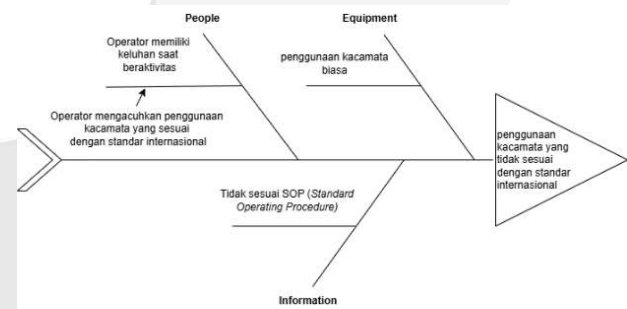 People
Equipment
Operator memiliki
keluhan saat
beraktivitas
penggunaan kacamata
biasa
Operator mengacuhkan penggunaan
kacamata yang sesuai
dengan standar internasional
penggunaan
kacamata yang
tidak sesuai
dengan standar
internasional
Tidak sesuai SOP (Standard
Operating Procedure)
Information